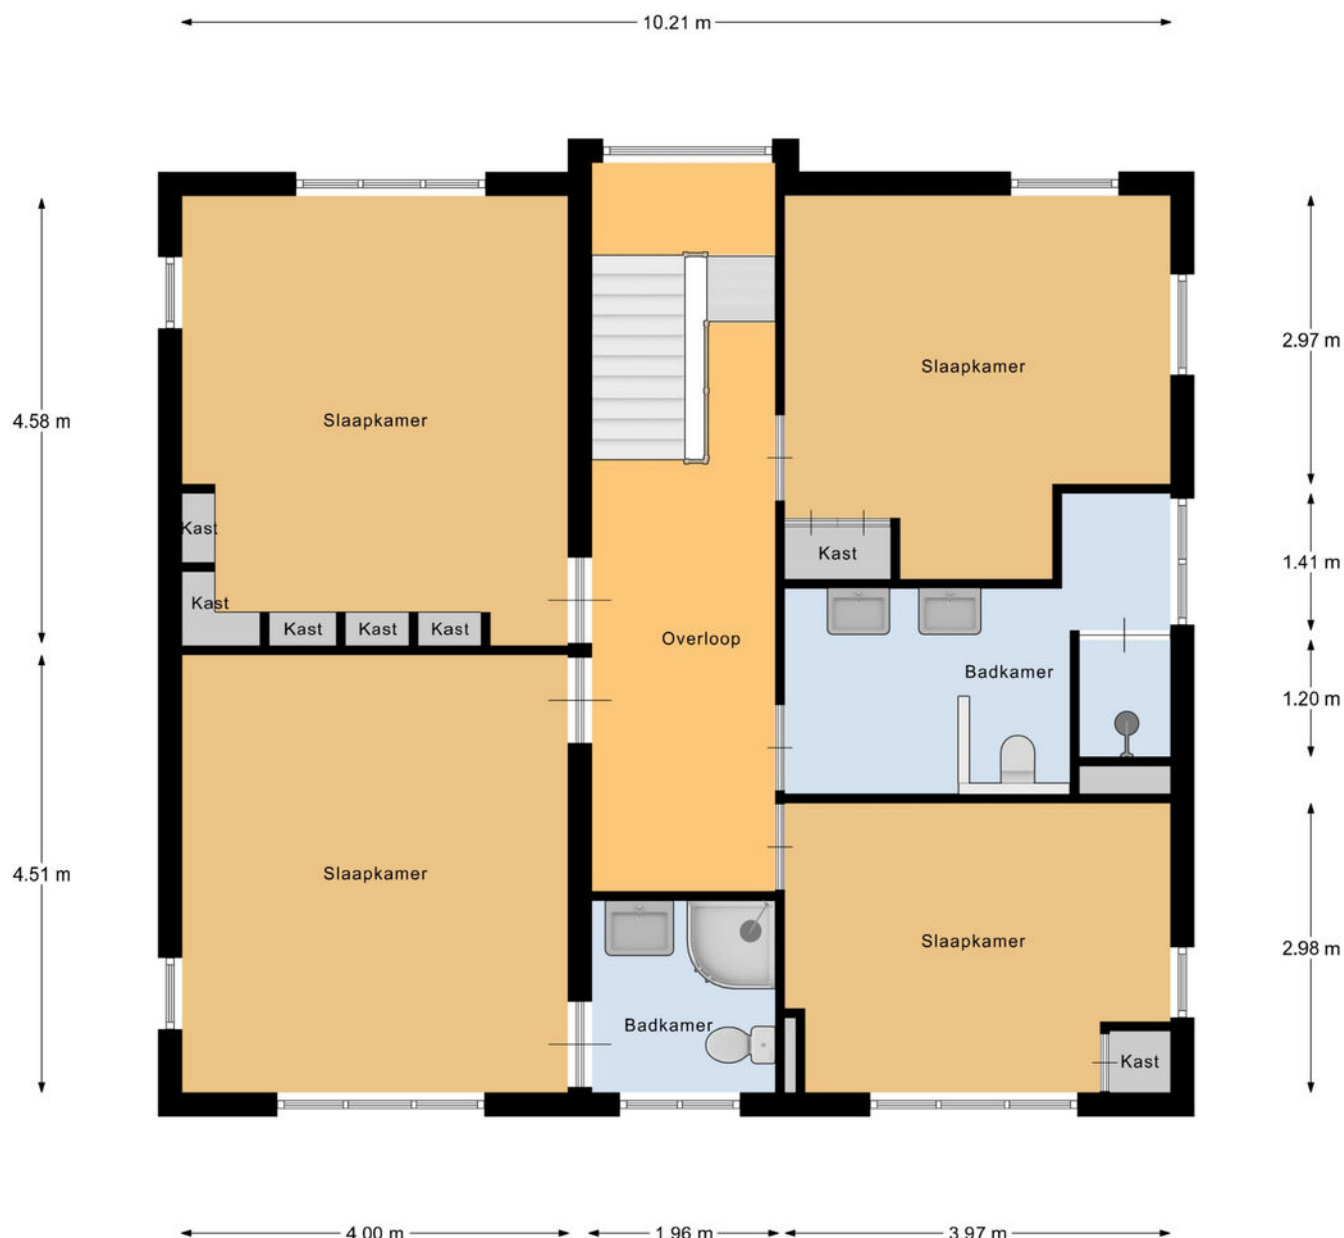 10.21 m
2.97 m
Slaapkamer
4.58 m
Slaapkamer
Kast
Kast
1.41 m
Kast
Kast
Kast
Kast
Overloop
Badkamer
1.20 m
4.51 m
Slaapkamer
Slaapkamer
2.98 m
Badkamer
Kast
4.00 m
1.96 m
3.97 m